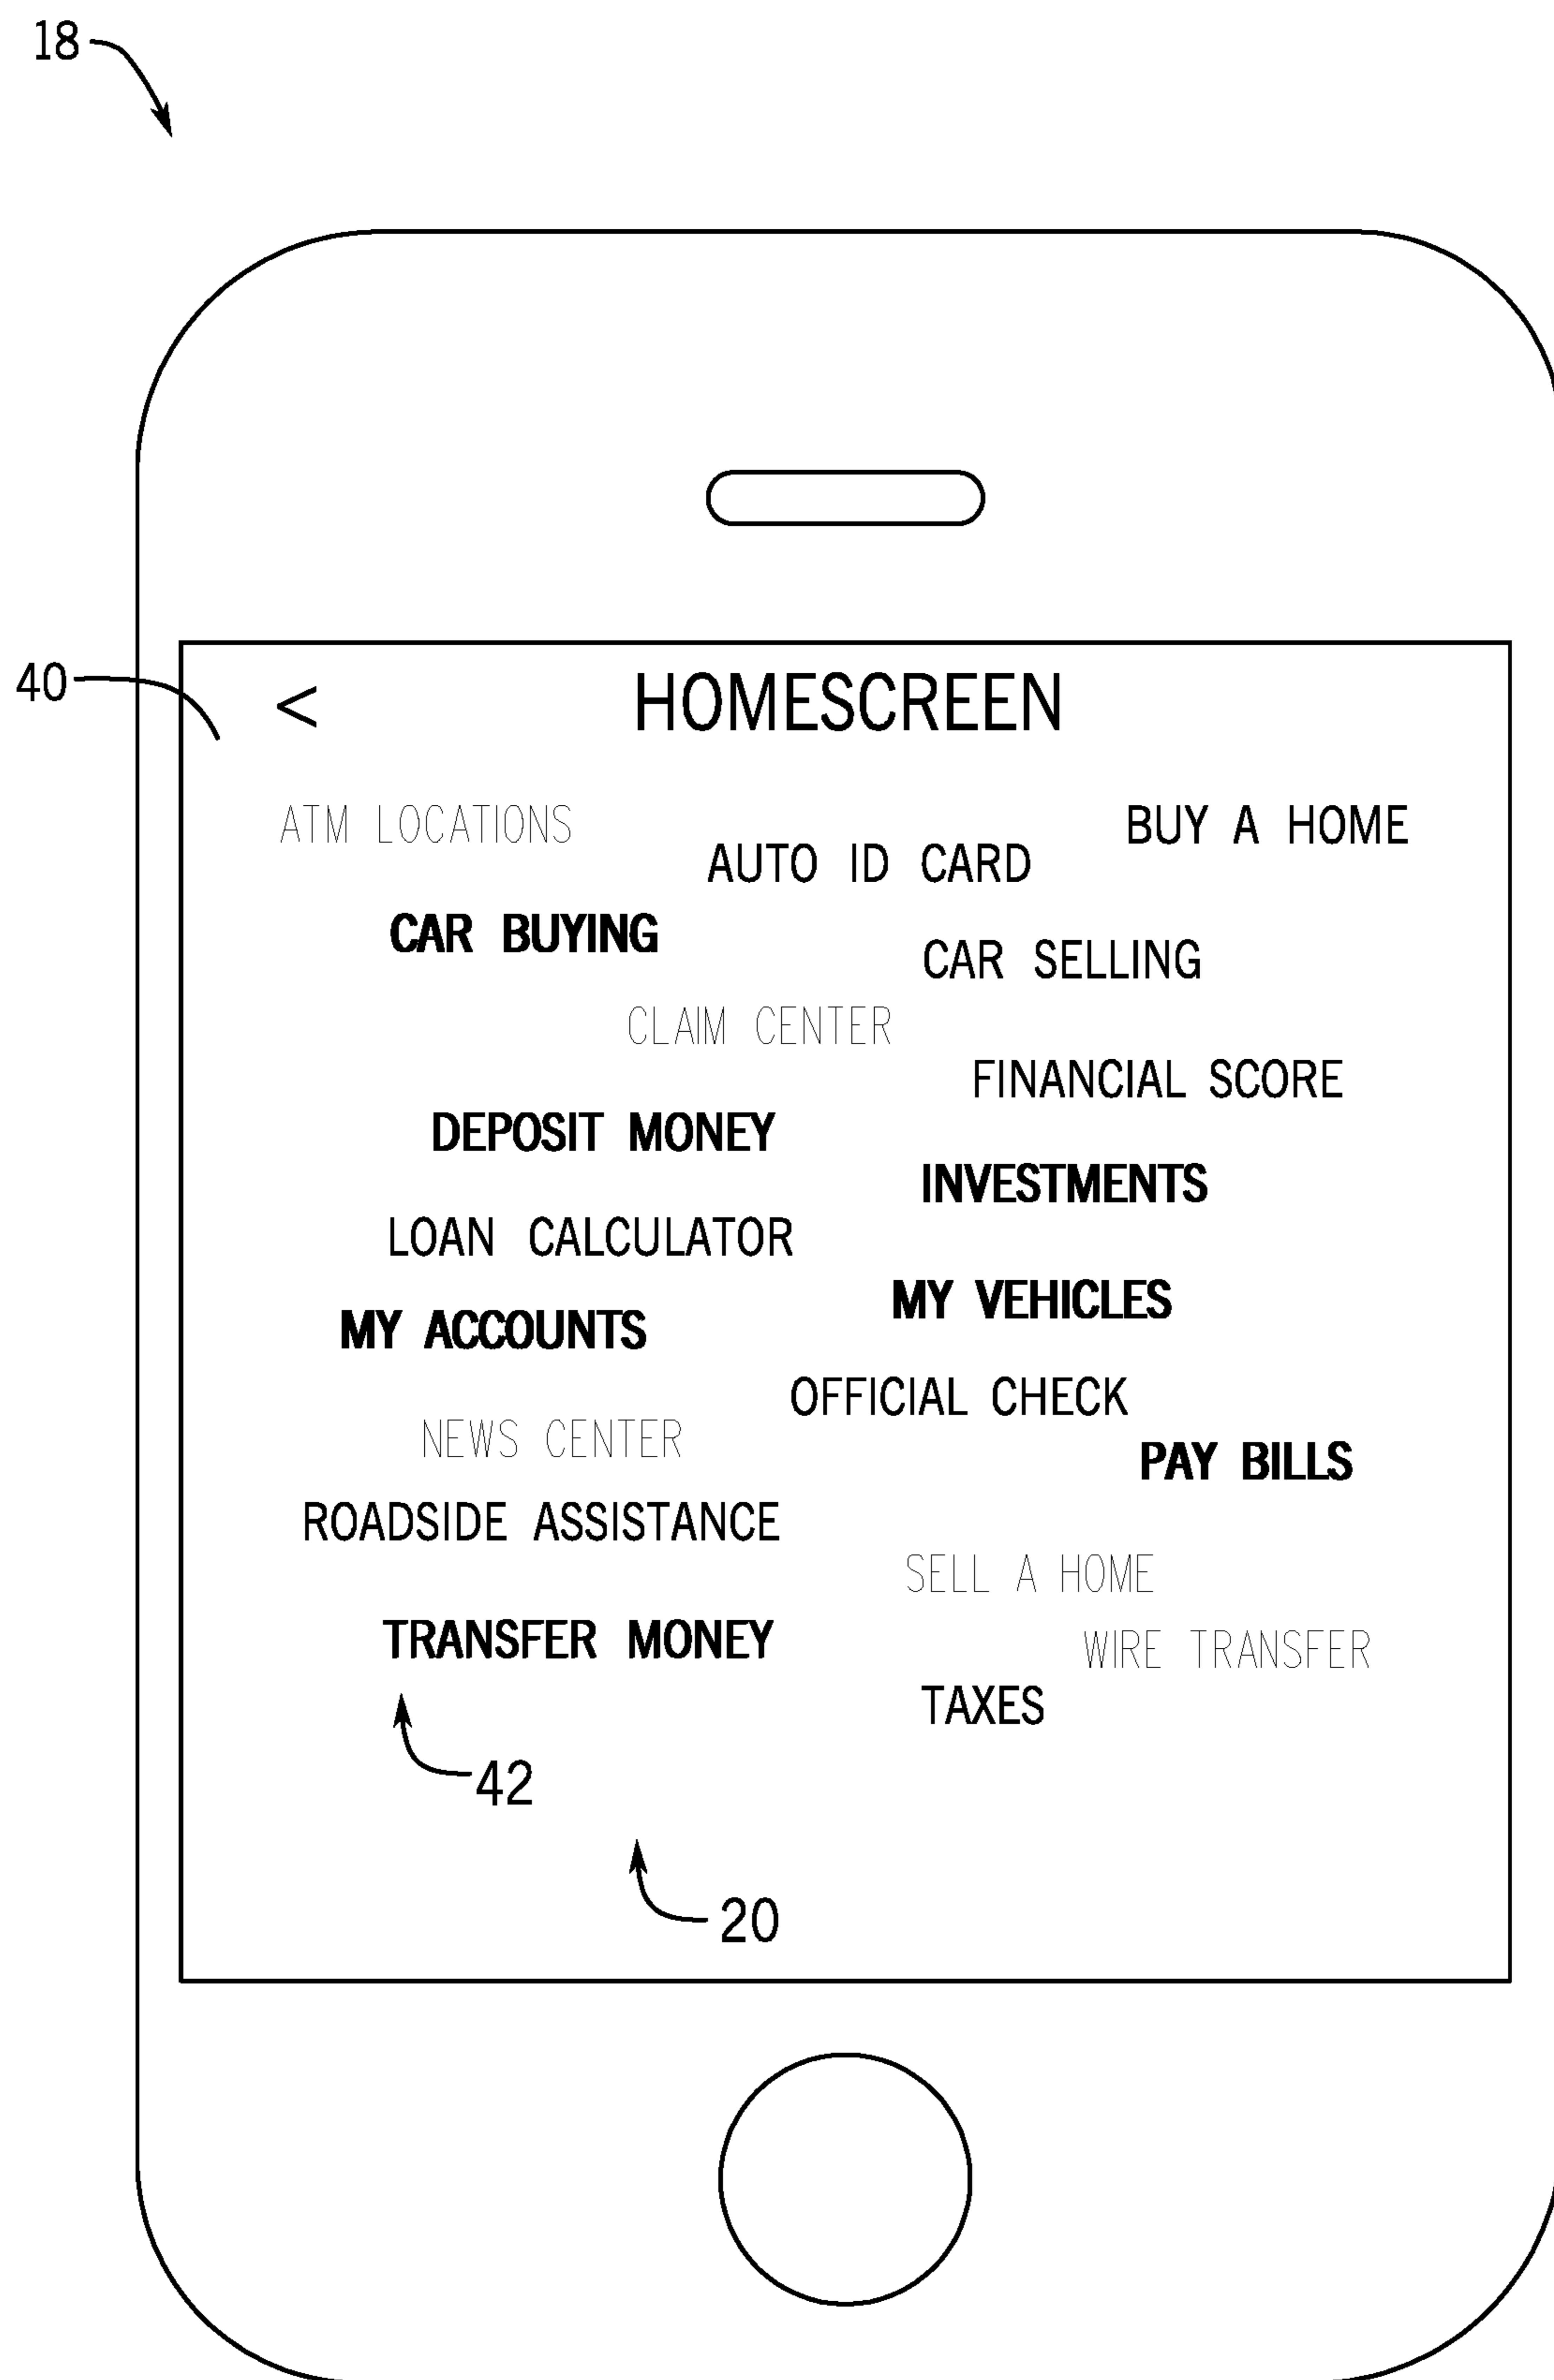 18
40
<
HOMESCREEN
ATM LOCATIONS
BUY A HOME
AUTO ID CARD
CAR BUYING
CAR SELLING
CLAIM CENTER
FINANCIAL SCORE
DEPOSIT MONEY
INVESTMENTS
LOAN CALCULATOR
MY VEHICLES
MY ACCOUNTS
OFFICIAL CHECK
NEWS CENTER
PAY BILLS
ROADSIDE ASSISTANCE
SELL A HOME
TRANSFER MONEY
WIRE TRANSFER
TAXES
42
20